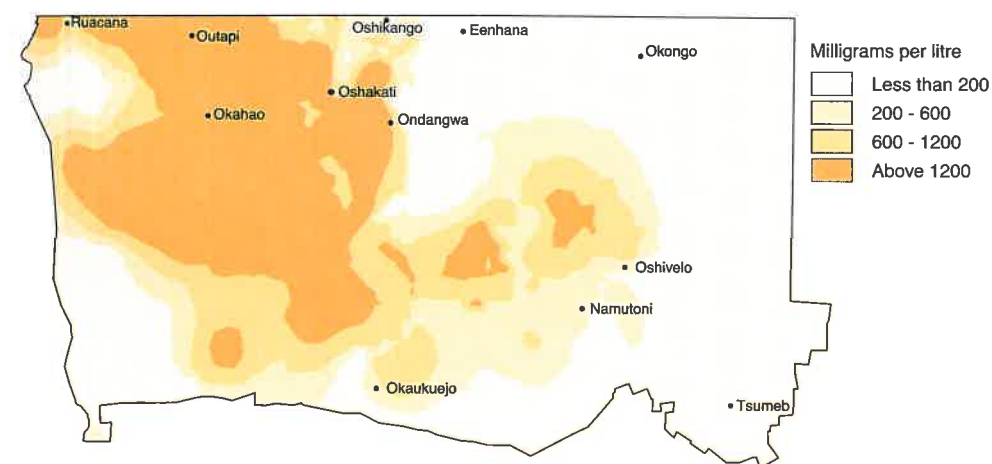 Ruacana
Outapi
Oshikango
Eenhana
Okongo
Oshakati
Okahao
Ondangwa
Oshivelo
Namutoni
Okaukuejo
Tsumeb
Milligrams per litre
Less than 200
200 - 600
600 - 1200
Above 1200